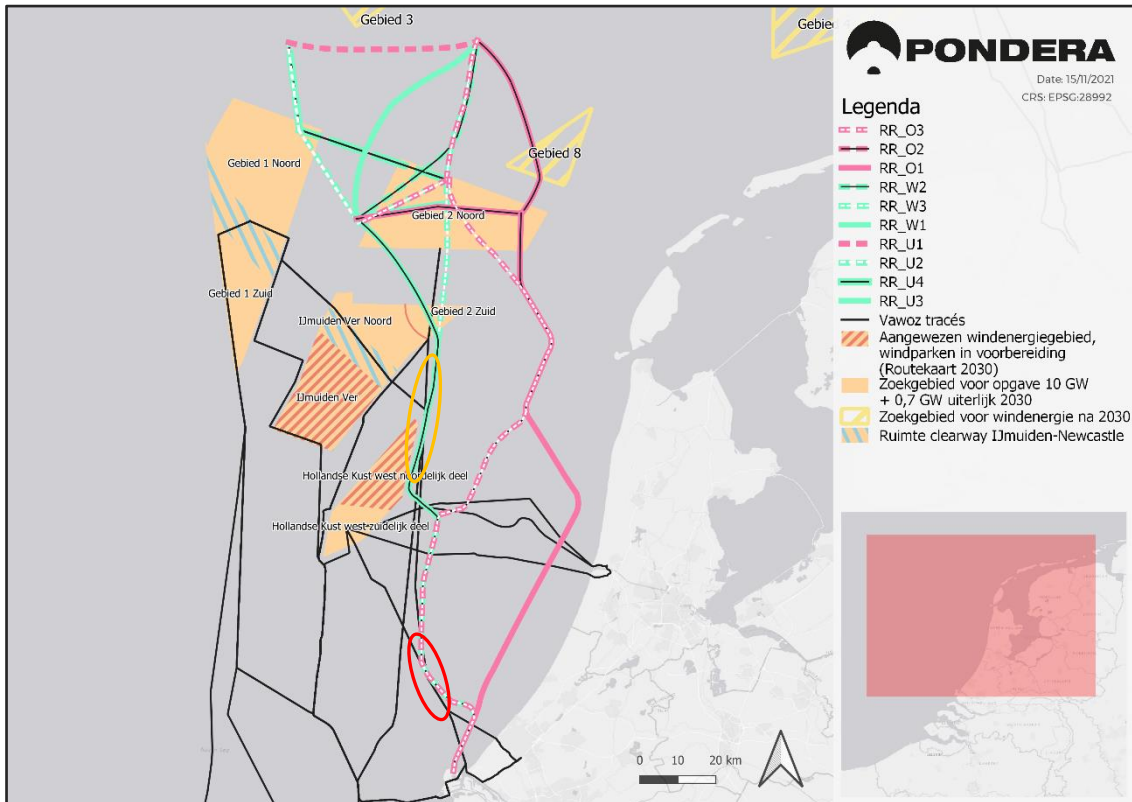 Gebied 3
Gebied
PONDERA
Date: 15/11/2021
CRS: EPSG:28992
Legenda
RR_O3
RR_O2
RR_O1
RR_W2
RR_W3
RR_W1
RR_U1
RR_U2
RR_U4
RR_U3
Vawoz tracés
Aangewezen windenergiegebied,
windparken in voorbereiding
(Routekaart 2030)
Zoekgebied voor opgave 10 GW
+ 0,7 GW uiterlijk 2030
Zoekgebied voor windenergie na 2030
Ruimte clearway IJmuiden-Newcastle
Gebied 8
Gebied 1 Noord
Gebied 2 Noord
Gebied 1 Zuid
Gebied 2 Zuid
IJmuiden Ver Noord
IJmuiden Ver
Hollandse Kust west noordelijk deel
Hollandse Kust west zuidelijk deel
0 10 20 km